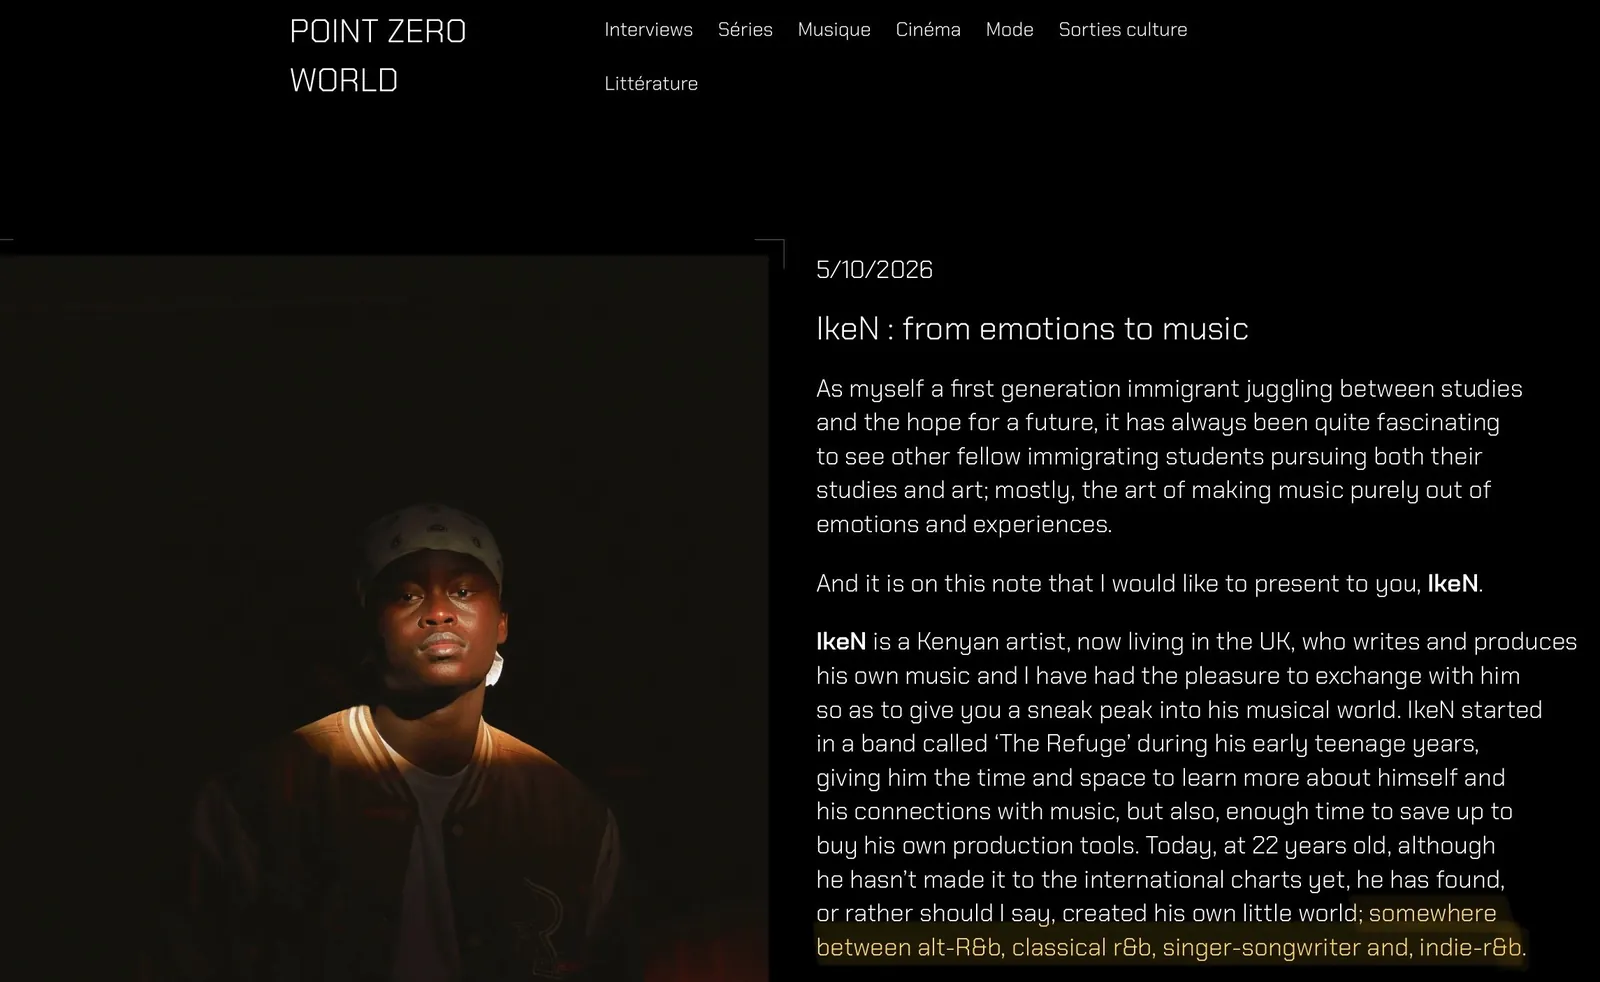 POINT ZERO
WORLD
Interviews Séries Musique Cinéma Mode Sorties culture
Littérature
5/10/2026
IkeN : from emotions to music
As myself a first generation immigrant juggling between studies
and the hope for a future, it has always been quite fascinating
to see other fellow immigrating students pursuing both their
studies and art; mostly, the art of making music purely out of
emotions and experiences.
And it is on this note that I would like to present to you, IkeN.
IkeN is a Kenyan artist, now living in the UK, who writes and produces
his own music and I have had the pleasure to exchange with him
so as to give you a sneak peak into his musical world. IkeN started
in a band called ‘The Refuge’ during his early teenage years,
giving him the time and space to learn more about himself and
his connections with music, but also, enough time to save up to
buy his own production tools. Today, at 22 years old, although
he hasn’t made it to the international charts yet, he has found,
or rather should I say, created his own little world; somewhere
between alt-R&b, classical r&b, singer-songwriter and, indie-r&b.